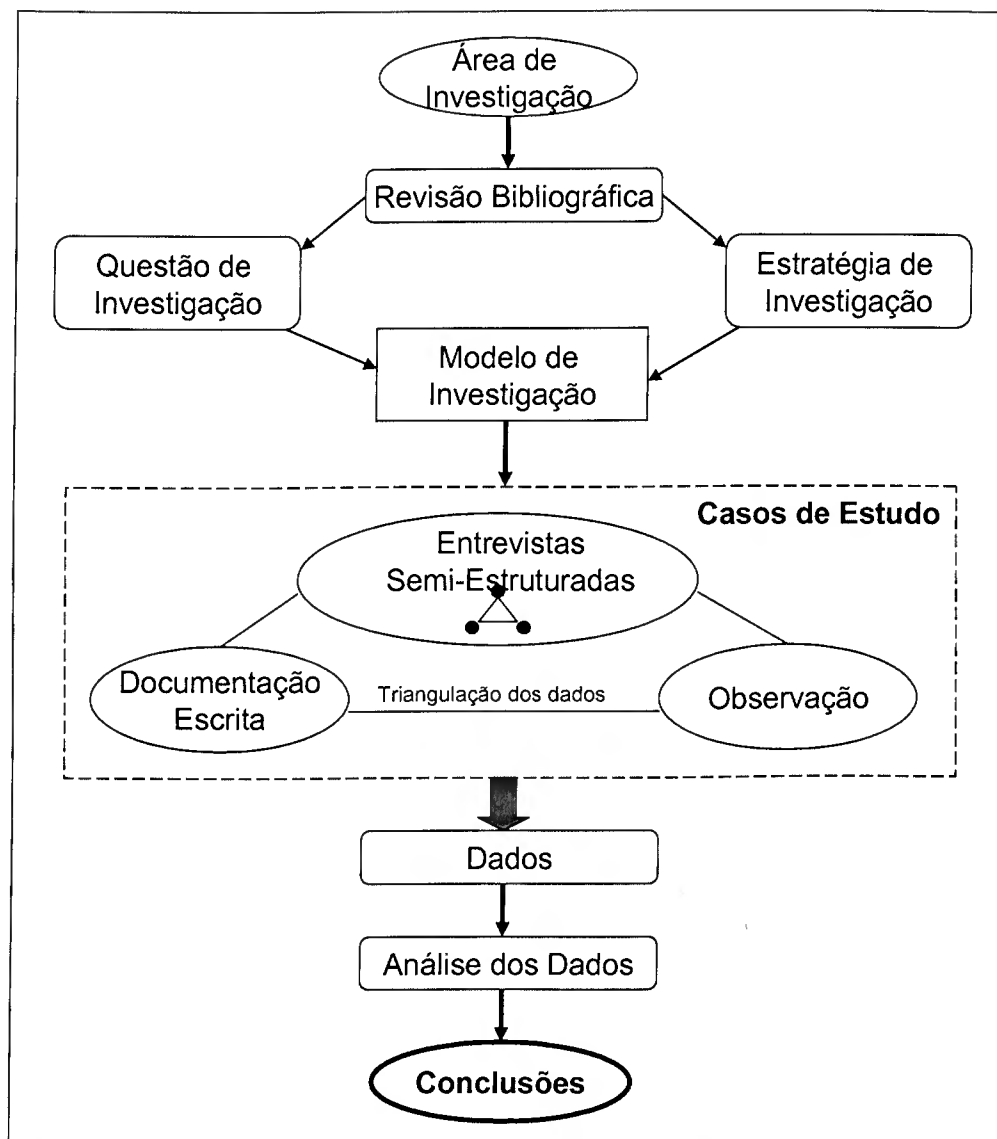 Área de
Investigação
Revisão Bibliográfica
Questão de
Investigação
Estratégia de
Investigação
Modelo de
Investigação
Casos de Estudo
Entrevistas
Semi-Estruturadas
Documentação
Escrita
Triangulação dos dados
Observação
Dados
Análise dos Dados
Conclusões